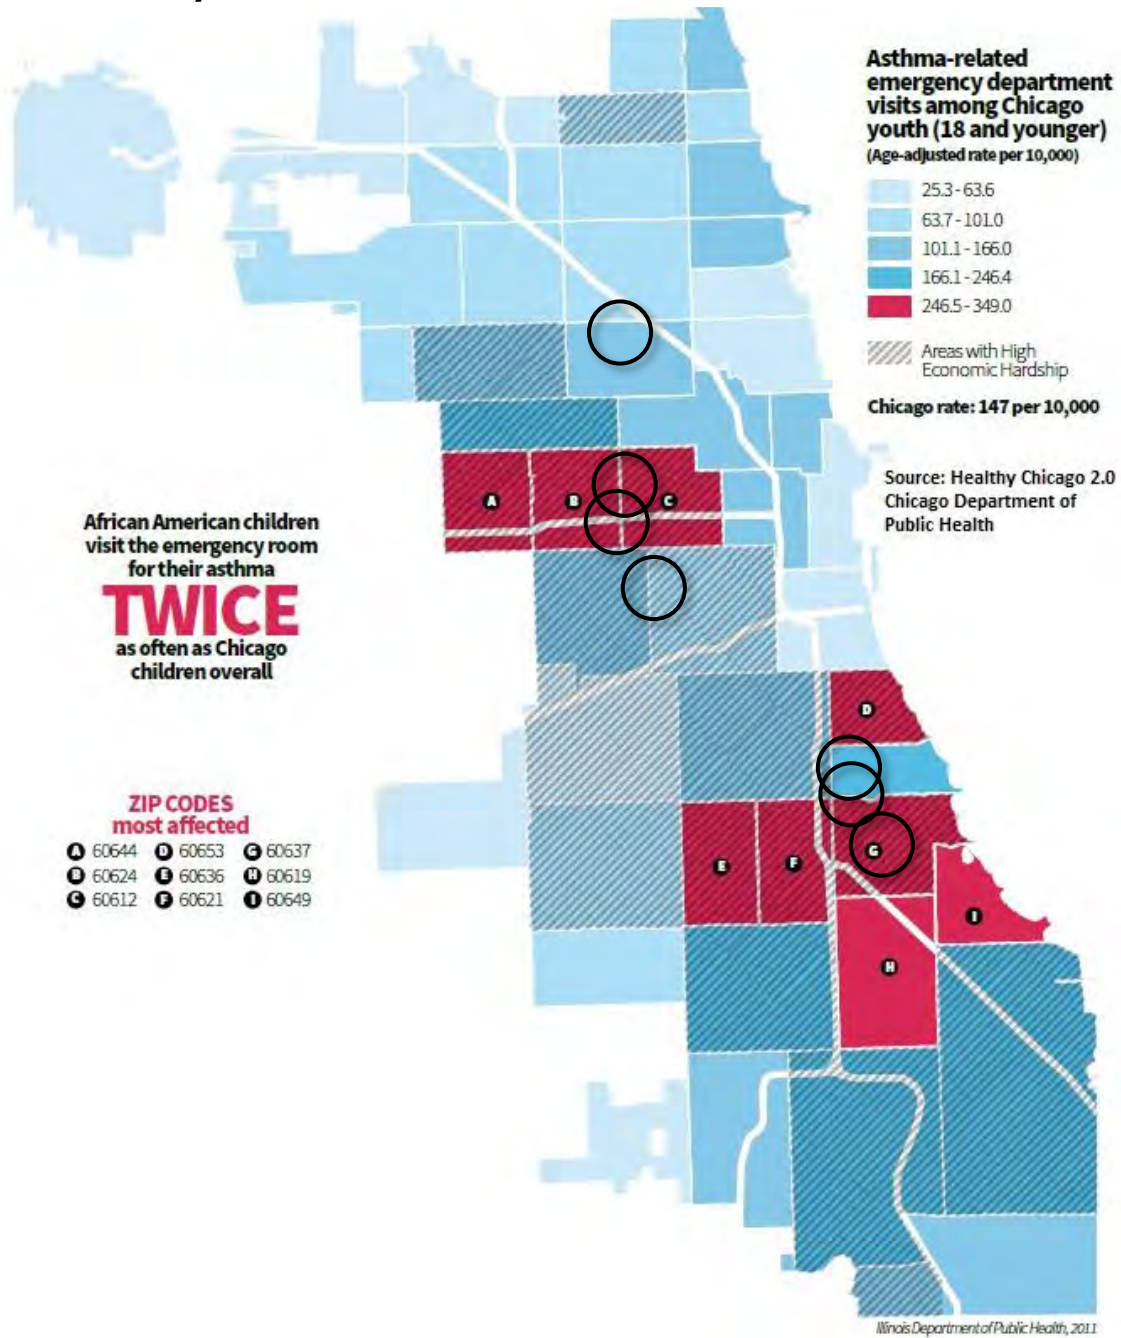 Asthma-related
emergency department
visits among Chicago
youth (18 and younger)
(Age-adjusted rate per 10,000)
25.3 - 63.6
63.7 - 101.0
101.1 - 166.0
166.1 - 246.4
246.5 - 349.0
Areas with High
Economic Hardship
Chicago rate: 147 per 10,000
Source: Healthy Chicago 2.0
Chicago Department of
Public Health
A
B
C
African American children
visit the emergency room
for their asthma
TWICE
as often as Chicago
children overall
D
ZIP CODES
most affected
A 60644 D 60653 G 60637
B 60624 E 60636 H 60619
C 60612 F 60621 I 60649
E
F
G
I
H
Illinois Department of Public Health, 2011